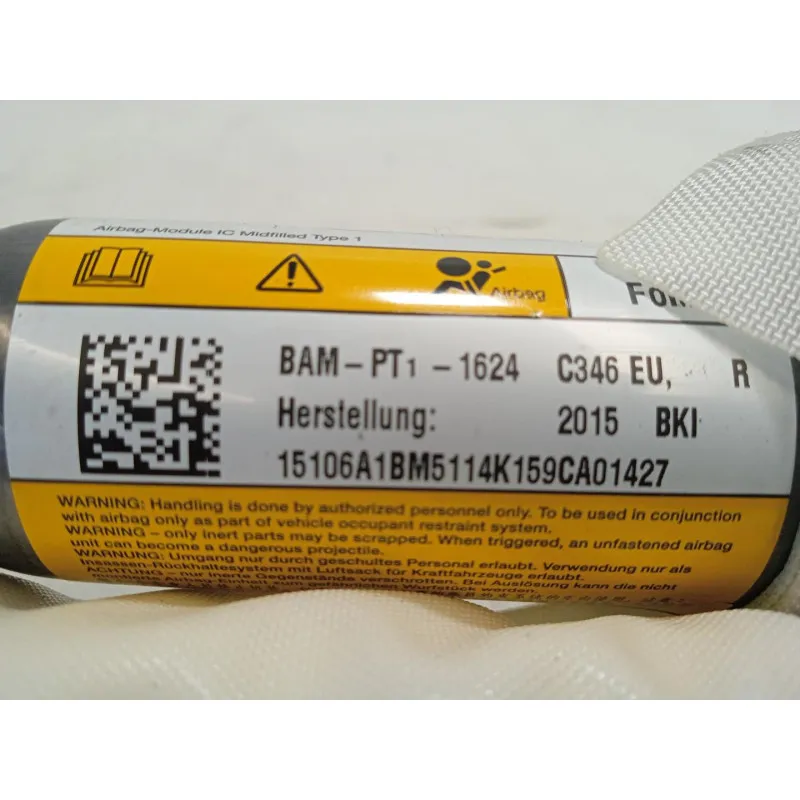 Airbag-Module IC Midfilled Type 1
Airbag
BAM-PT1-1624 C346 EU, R
Herstellung: 2015 BKI
15106A1BM5114K159CA01427
WARNING: Handling is done by authorized personnel only. To be used in conjunction
with airbag only as part of vehicle occupant restraint system.
WARNING – only inert parts may be scrapped. When triggered, an unfastened airbag
unit can become a dangerous projectile.
WARNUNG: Umgang nur durch geschultes Personal erlaubt. Verwendung nur als
Insassen-Rückhaltesystem mit Luftsack für Kraftfahrzeuge erlaubt.
ACHTUNG – nur inerte Gegenstände verschrotten. Bei Auslösung kann die nicht
gefährlichen Wurfstück werden.